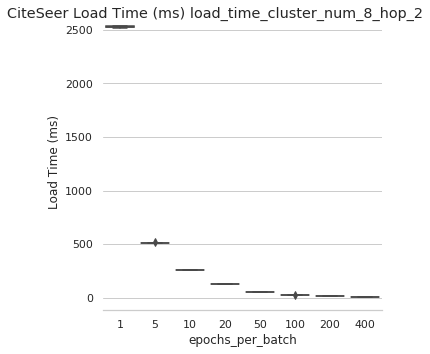 CiteSeer Load Time (ms) load_time_cluster_num_8_hop_2
2500
2000
1500
1000
500
0
Load Time (ms)
1 5 10 20 50 100 200 400
epochs_per_batch